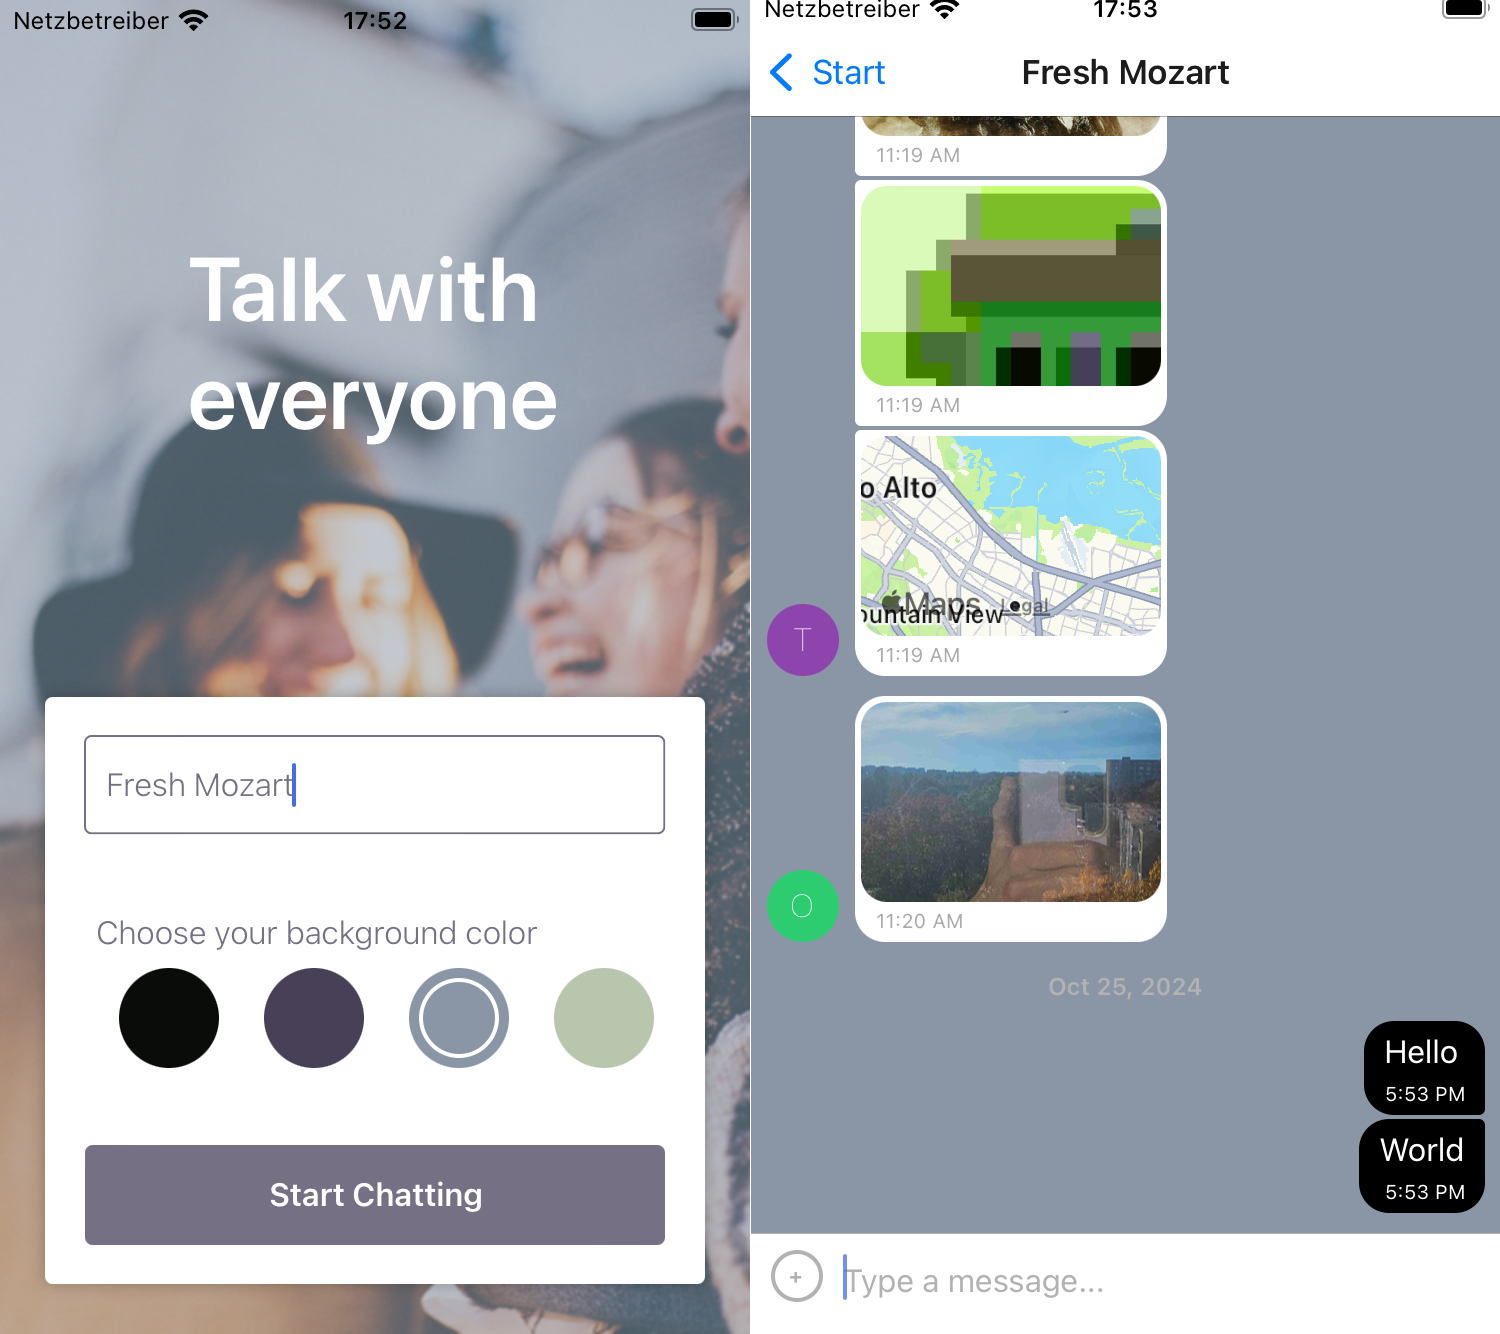 Netzbetreiber 17:52
Talk with
everyone
Fresh Mozart
Choose your background color
Start Chatting
Netzbetreiber 17:53
Start Fresh Mozart
11:19 AM
11:19 AM
o Alto
Maps Legal
ountain View
T
11:19 AM
O
11:20 AM
Oct 25, 2024
Hello
5:53 PM
World
5:53 PM
+ Type a message...